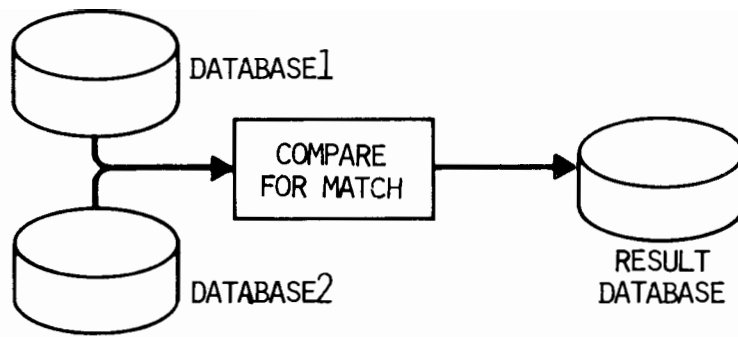 DATABASE1
COMPARE
FOR MATCH
DATABASE2
RESULT
DATABASE